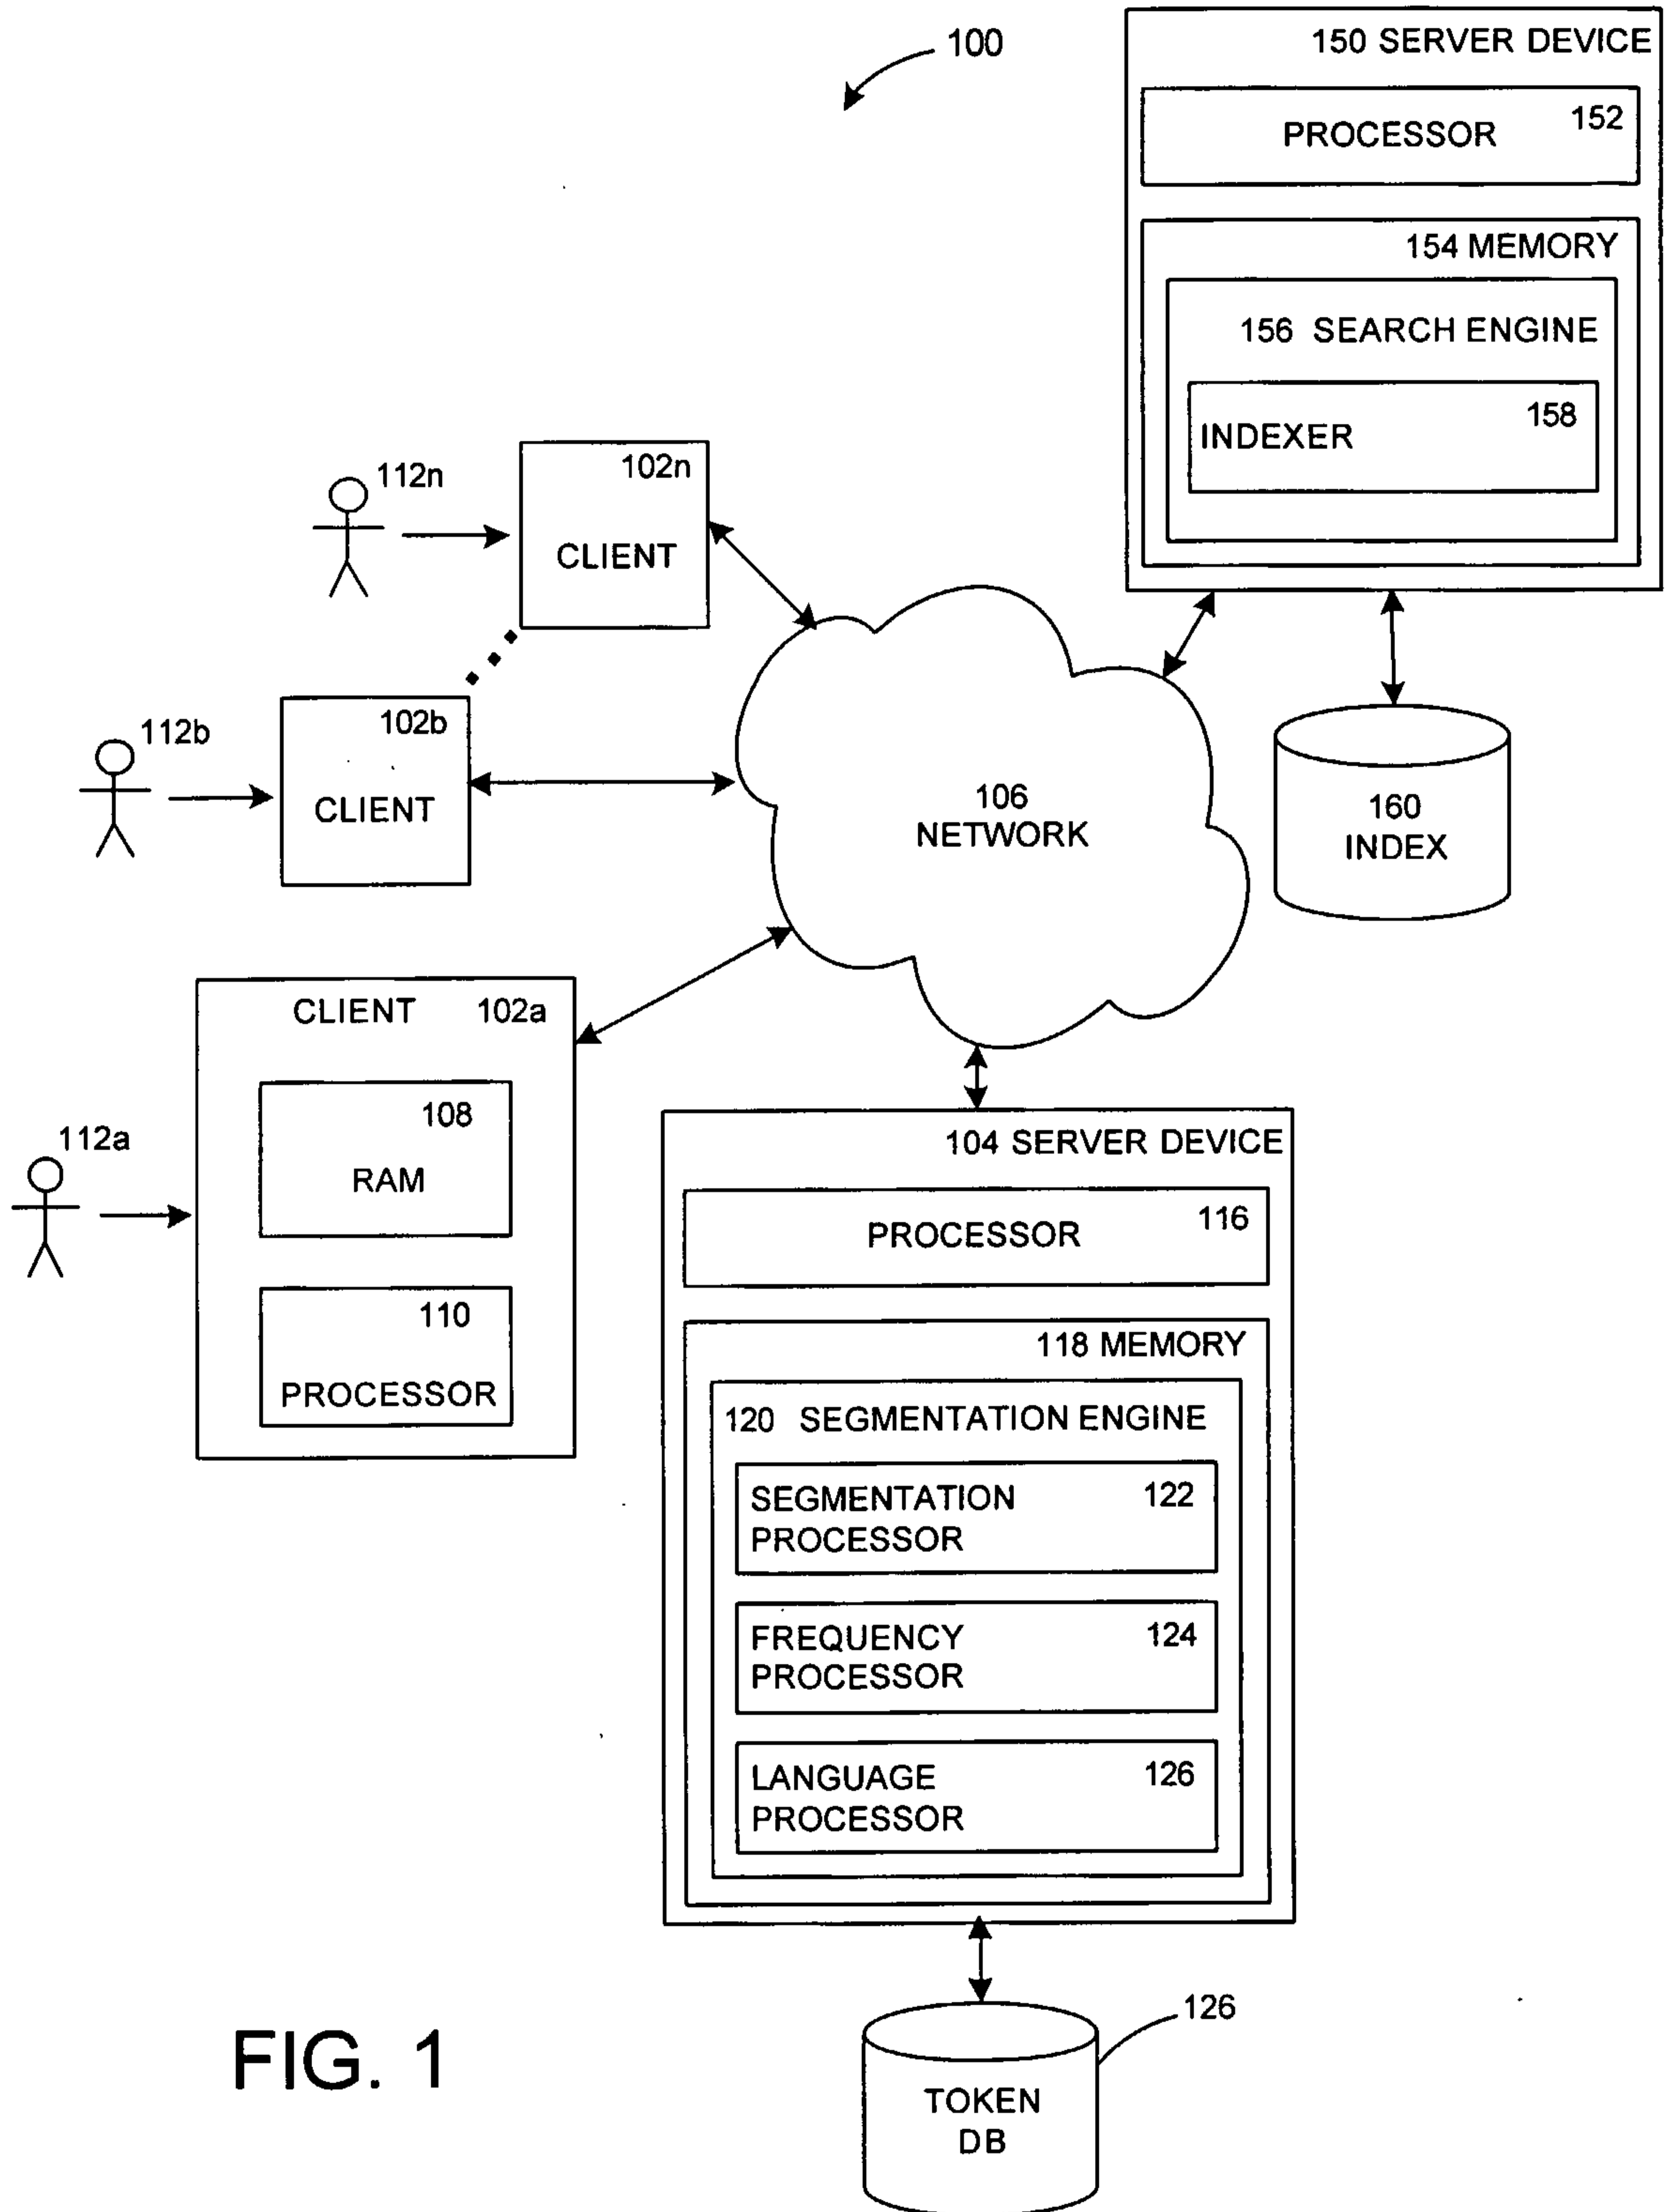 100
150 SERVER DEVICE
PROCESSOR 152
154 MEMORY
156 SEARCH ENGINE
INDEXER 158
112n
102n
CLIENT
112b
102b
CLIENT
106
NETWORK
160
INDEX
CLIENT 102a
112a
108
RAM
110
PROCESSOR
104 SERVER DEVICE
PROCESSOR 116
118 MEMORY
120 SEGMENTATION ENGINE
SEGMENTATION 122
PROCESSOR
FREQUENCY 124
PROCESSOR
LANGUAGE 126
PROCESSOR
126
TOKEN
DB
FIG. 1